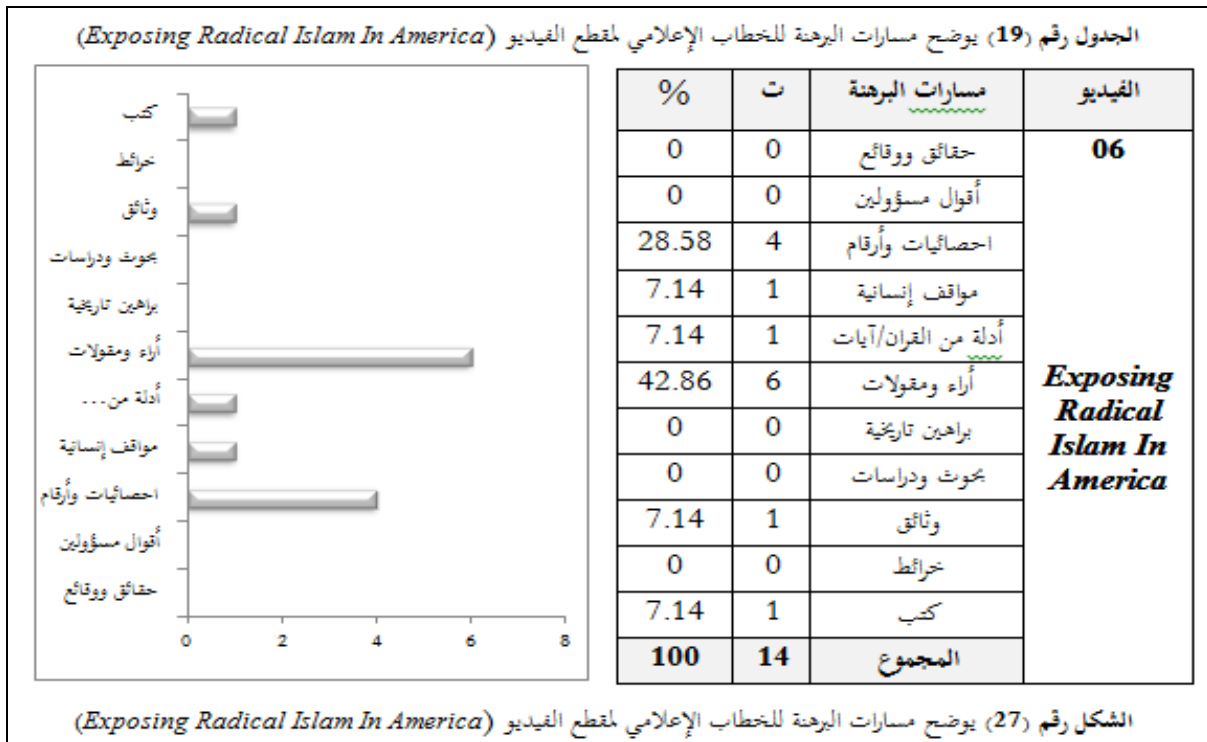 الجدول رقم (19) يوضح مسارات البرهنة للخطاب الإعلامي لمقطع الفيديو (Exposing Radical Islam In America)
الفيديو مسارات البرهنة ت %
06 حقائق ووقائع 0 0
أقوال مسؤولين 0 0
احصائيات وأرقام 4 28.58
مواقف إنسانية 1 7.14
أدلة من القران/آيات 1 7.14
Exposing Radical Islam In America
أراء ومقولات 6 42.86
براهين تاريخية 0 0
بحوث ودراسات 0 0
وثائق 1 7.14
خرائط 0 0
كتب 1 7.14
المجموع 14 100
كتب
خرائط
وثائق
بحوث ودراسات
براهين تاريخية
أراء ومقولات
أدلة من...
مواقف إنسانية
احصائيات وأرقام
أقوال مسؤولين
حقائق ووقائع
0 2 4 6 8
الشكل رقم (27) يوضح مسارات البرهنة للخطاب الإعلامي لمقطع الفيديو (Exposing Radical Islam In America)